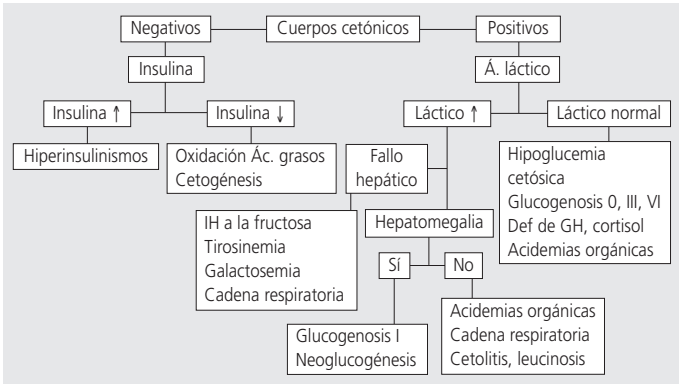 Negativos
Cuerpos cetónicos
Positivos
Insulina
Á. láctico
Insulina ↑
Insulina ↓
Láctico ↑
Láctico normal
Hiperinsulinismos
Oxidación Ác. grasos
Cetogénesis
Fallo
hepático
Hipoglucemia
cetósica
Glucogenosis 0, III, VI
Def de GH, cortisol
Acidemias orgánicas
IH a la fructosa
Tirosinemia
Galactosemia
Cadena respiratoria
Hepatomegalia
Sí
No
Glucogenosis I
Neoglucogénesis
Acidemias orgánicas
Cadena respiratoria
Cetolitis, leucinosis